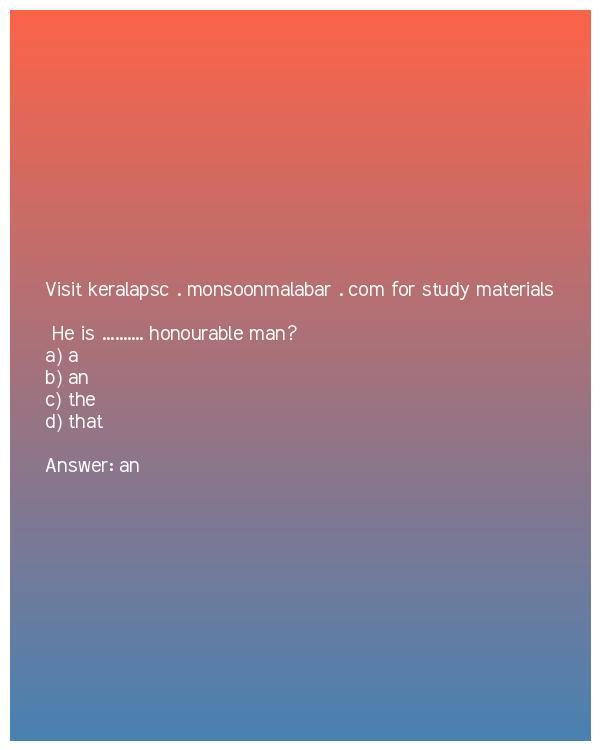 Visit keralapsc . monsoonmalabar . com for study materials
He is .......... honourable man?
a) a
b) an
c) the
d) that
Answer: an